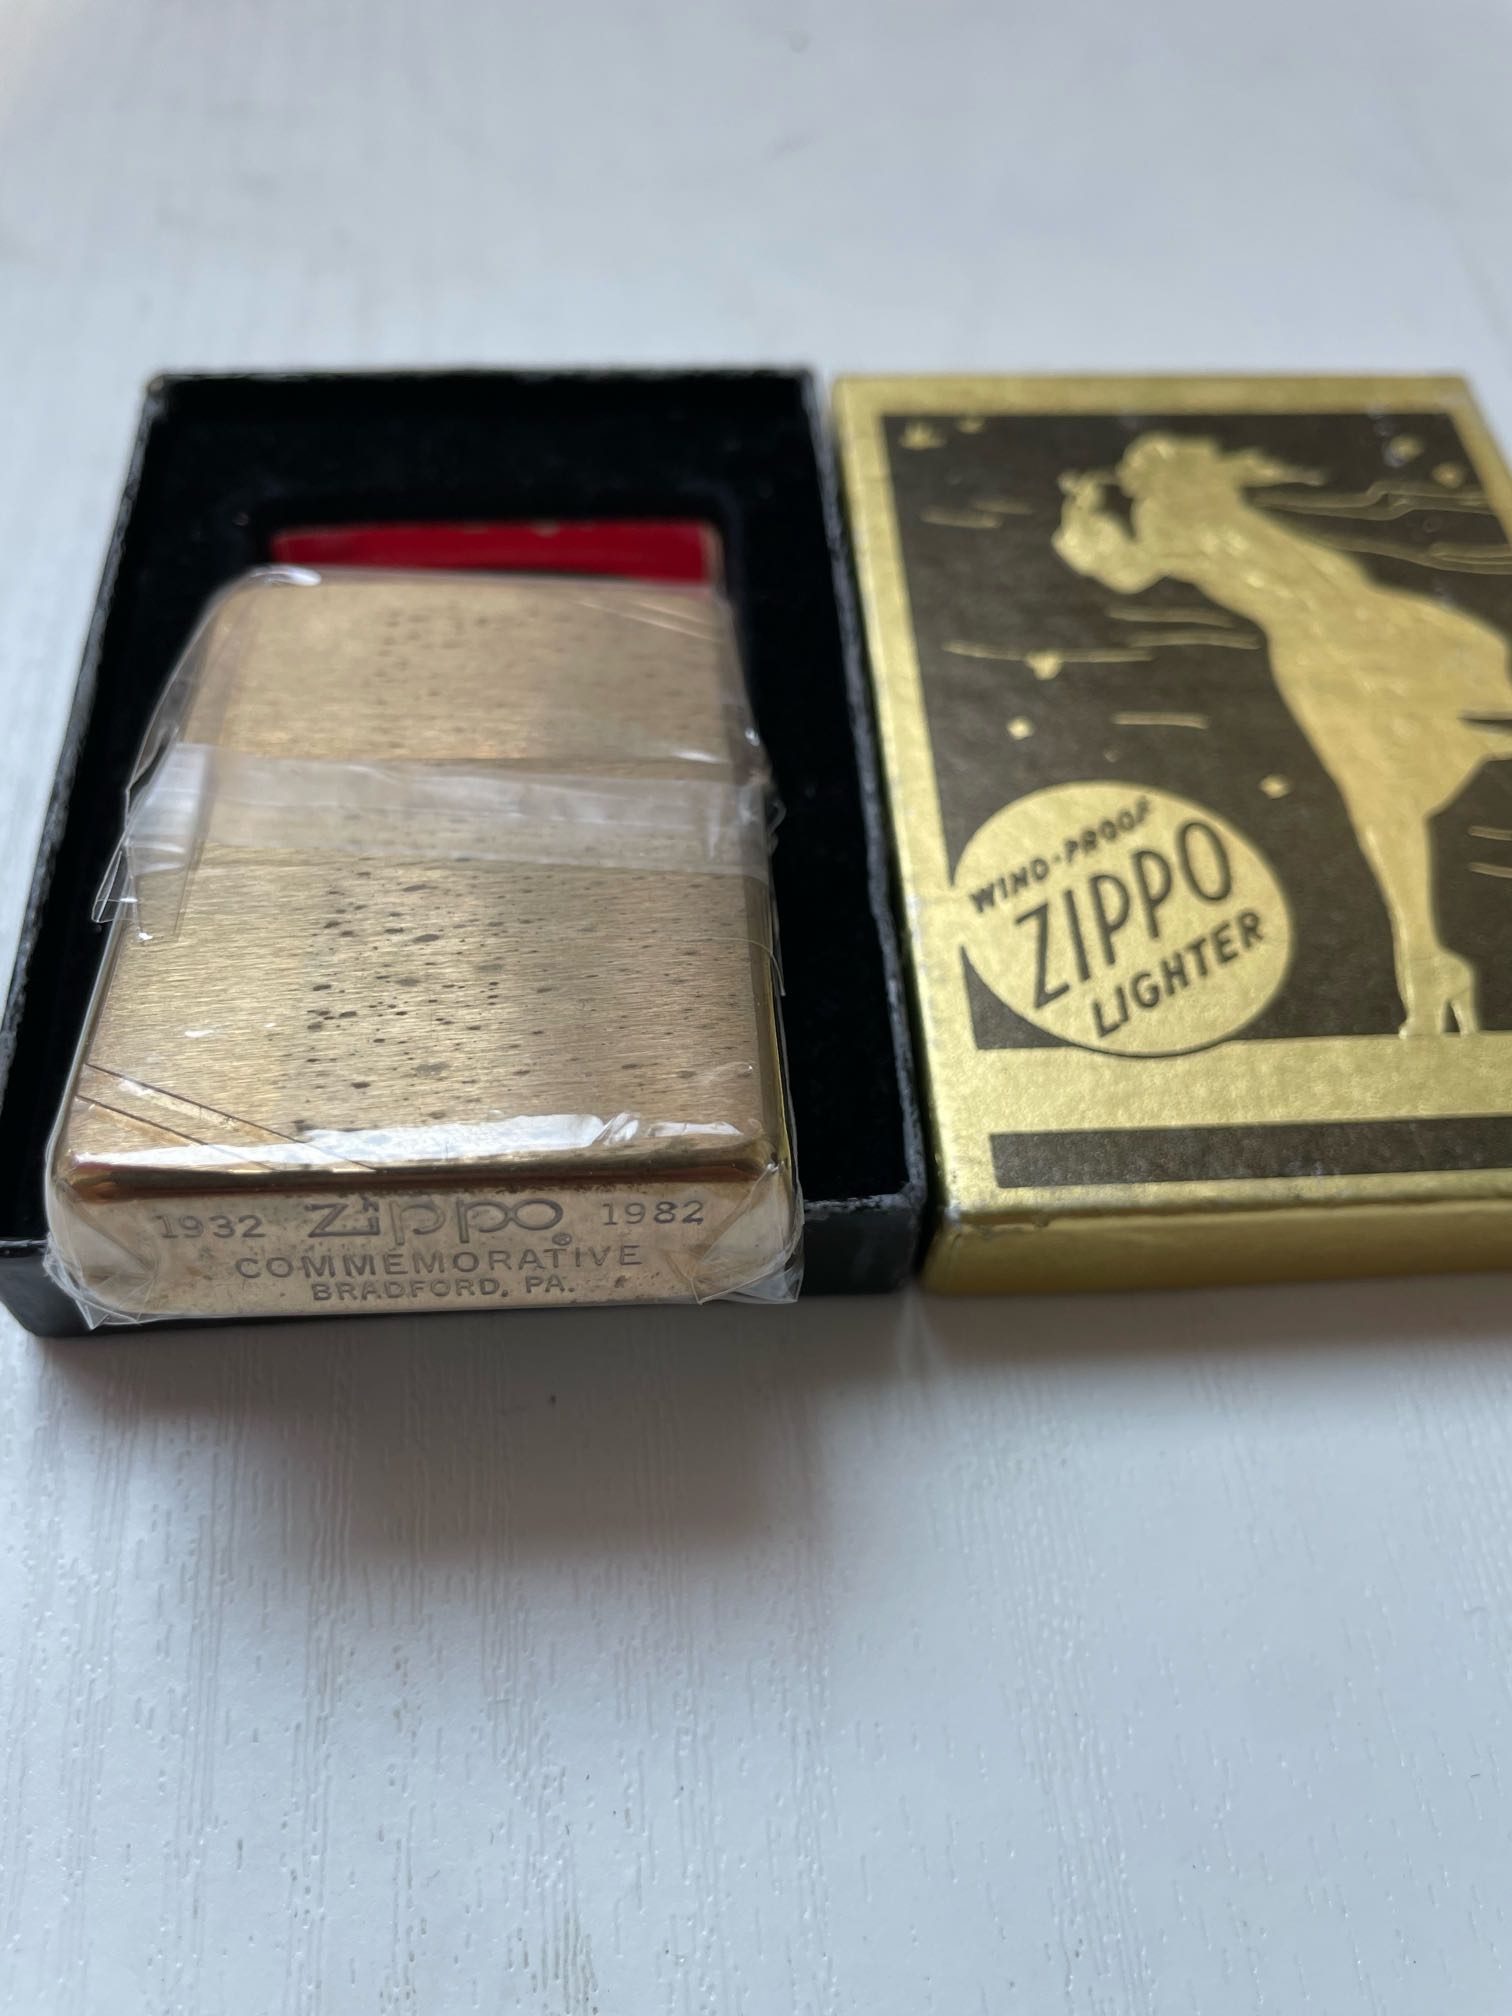 1932 Zippo® 1982
COMMEMORATIVE
BRADFORD, PA.
WIND-PROOF
ZIPPO
LIGHTER